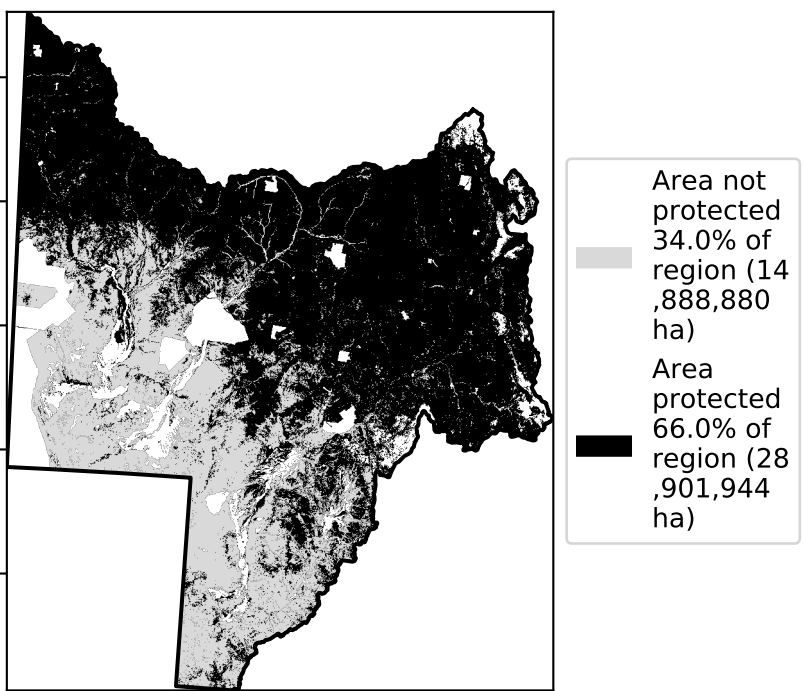 Area not
protected
34.0% of
region (14
,888,880
ha)
Area
protected
66.0% of
region (28
,901,944
ha)